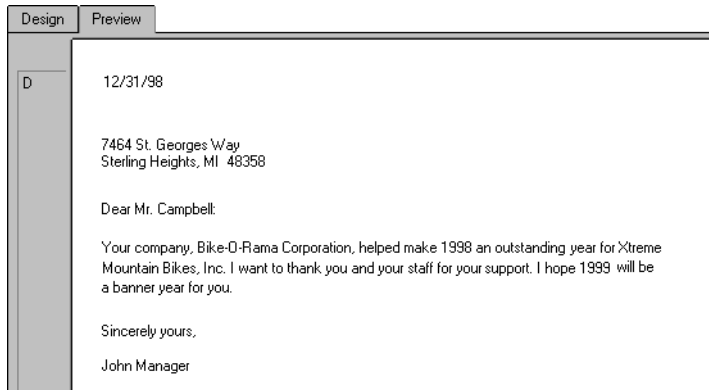 Design Preview
D
12/31/98
7464 St. Georges Way
Sterling Heights, MI 48358
Dear Mr. Campbell:
Your company, Bike-O-Rama Corporation, helped make 1998 an outstanding year for Xtreme
Mountain Bikes, Inc. I want to thank you and your staff for your support. I hope 1999 will be
a banner year for you.
Sincerely yours,
John Manager